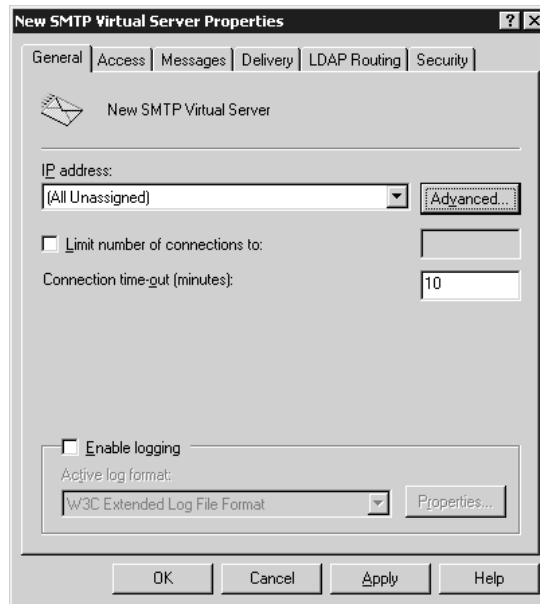 New SMTP Virtual Server Properties
General Access Messages Delivery LDAP Routing Security
New SMTP Virtual Server
IP address:
(All Unassigned) Advanced...
Limit number of connections to:
Connection time-out (minutes): 10
Enable logging
Active log format:
W3C Extended Log File Format Properties...
OK Cancel Apply Help